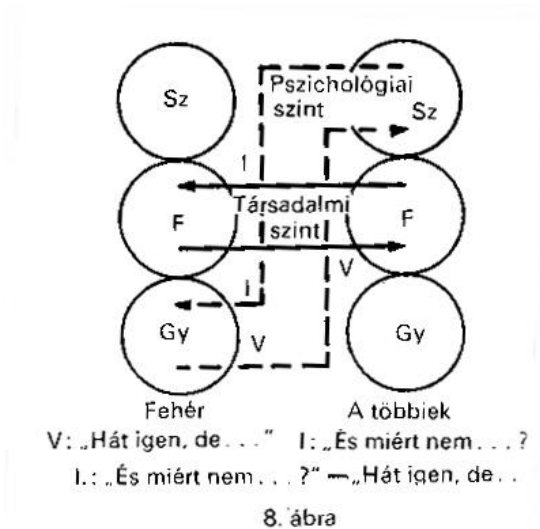 Pszichológiai
Sz
szint
Sz
I
Társadalmi
F
F
szint
I
V
Gy
V
Gy
Fehér
A többiek
V: „Hát igen, de . . ." I: „És miért nem . . . ?
I.: „És miért nem . . . ?" —„Hát igen, de . .
8. ábra